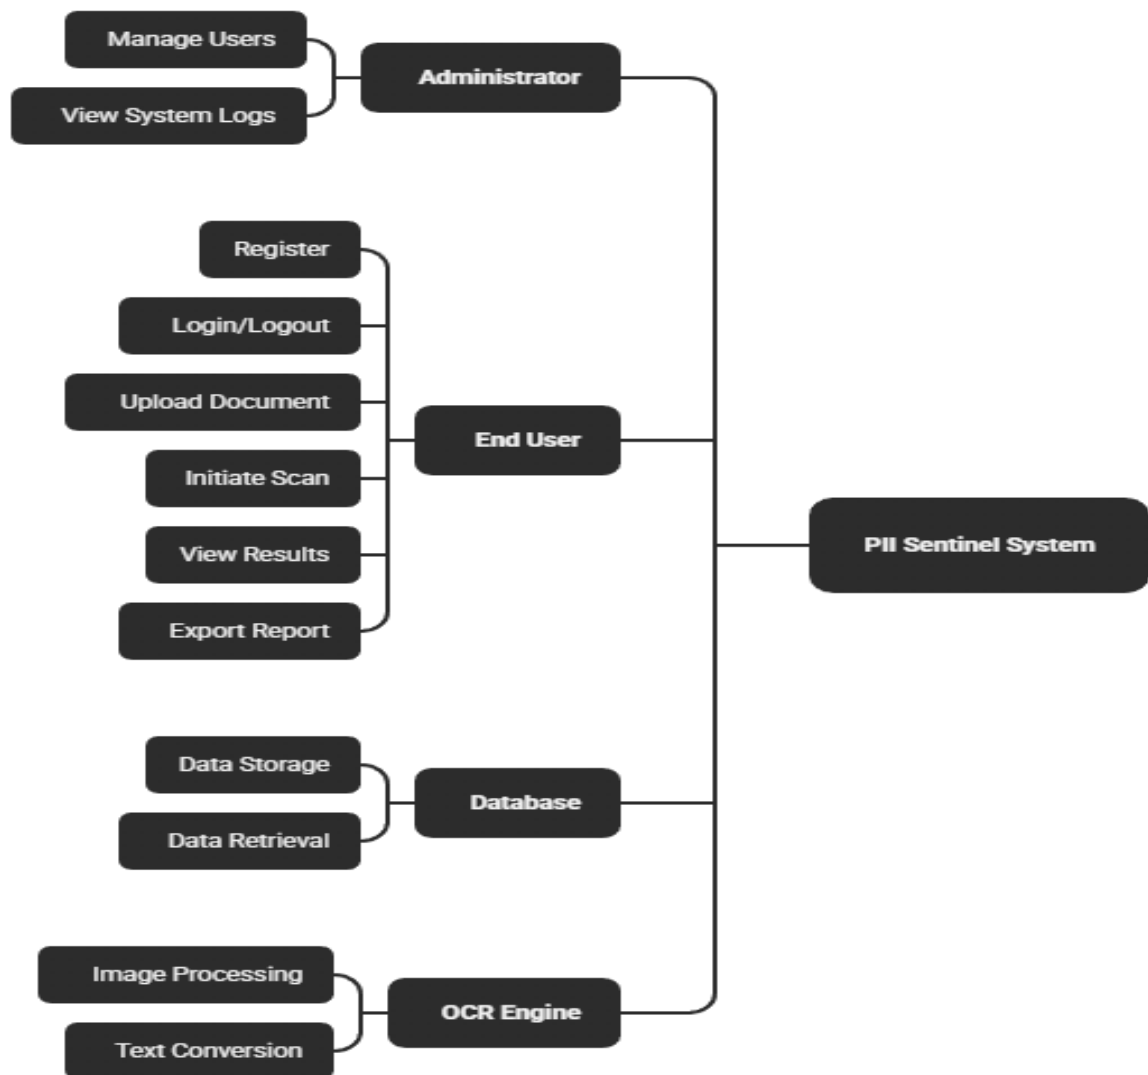 Manage Users
Administrator
View System Logs
Register
Login/Logout
Upload Document
End User
Initiate Scan
View Results
PII Sentinel System
Export Report
Data Storage
Database
Data Retrieval
Image Processing
OCR Engine
Text Conversion